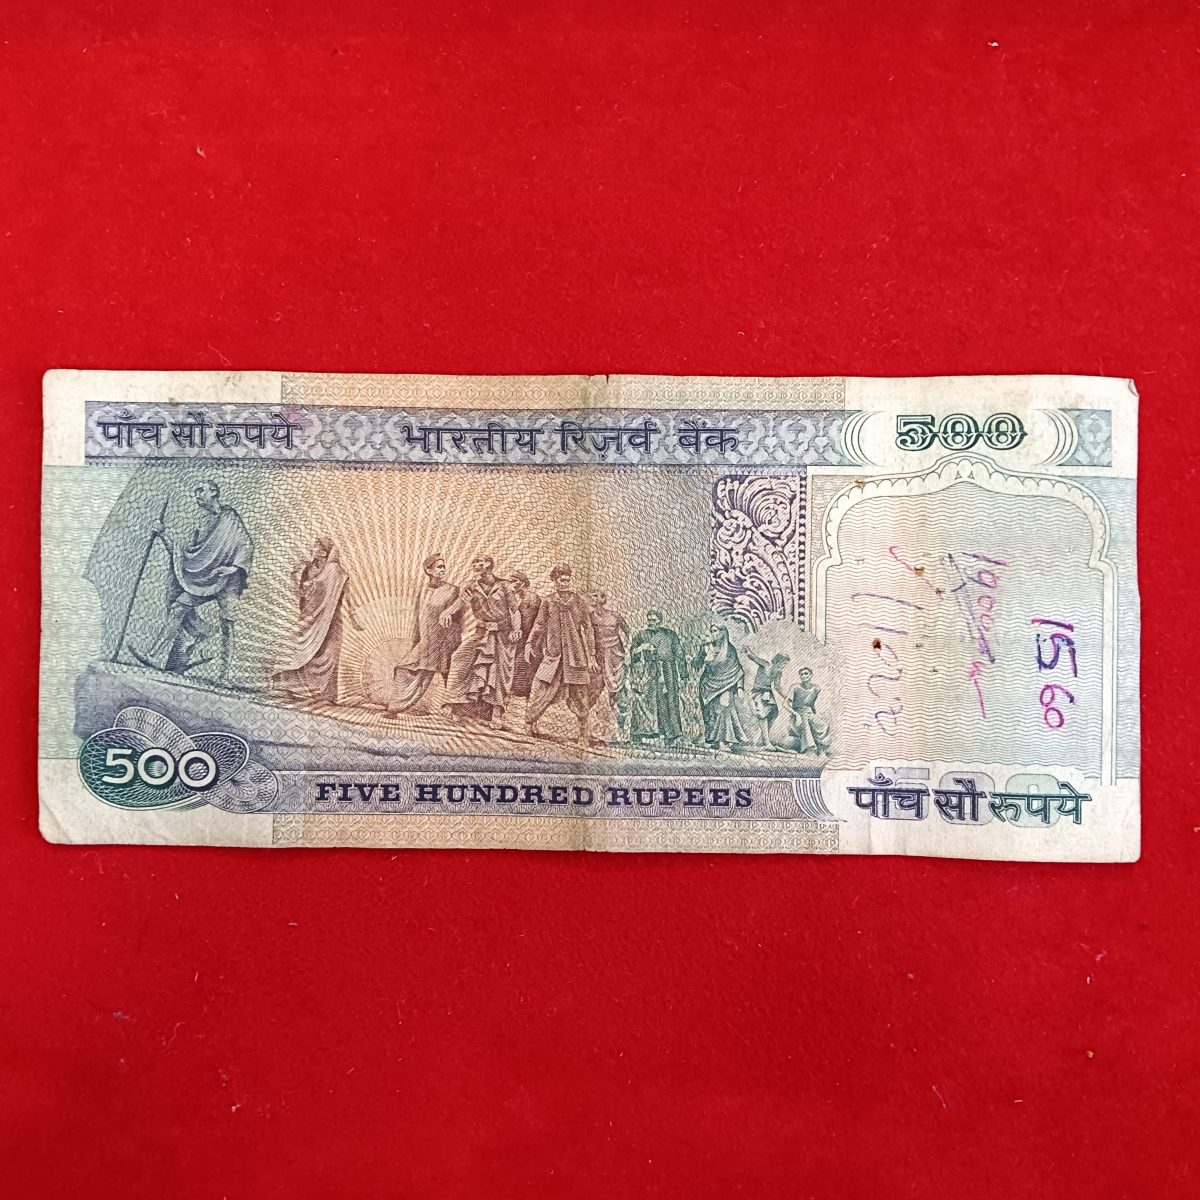 पाँच सौ रूपये भारतीय रिज़र्व बैंक 500
1560
500 FIVE HUNDRED RUPEES पाँच सौ रुपये